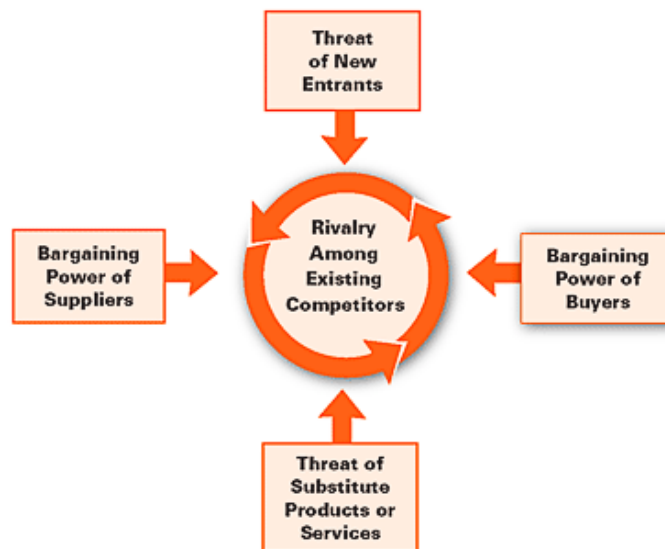 Threat
of New
Entrants
Bargaining
Power of
Suppliers
Rivalry
Among
Existing
Competitors
Bargaining
Power of
Buyers
Threat of
Substitute
Products or
Services